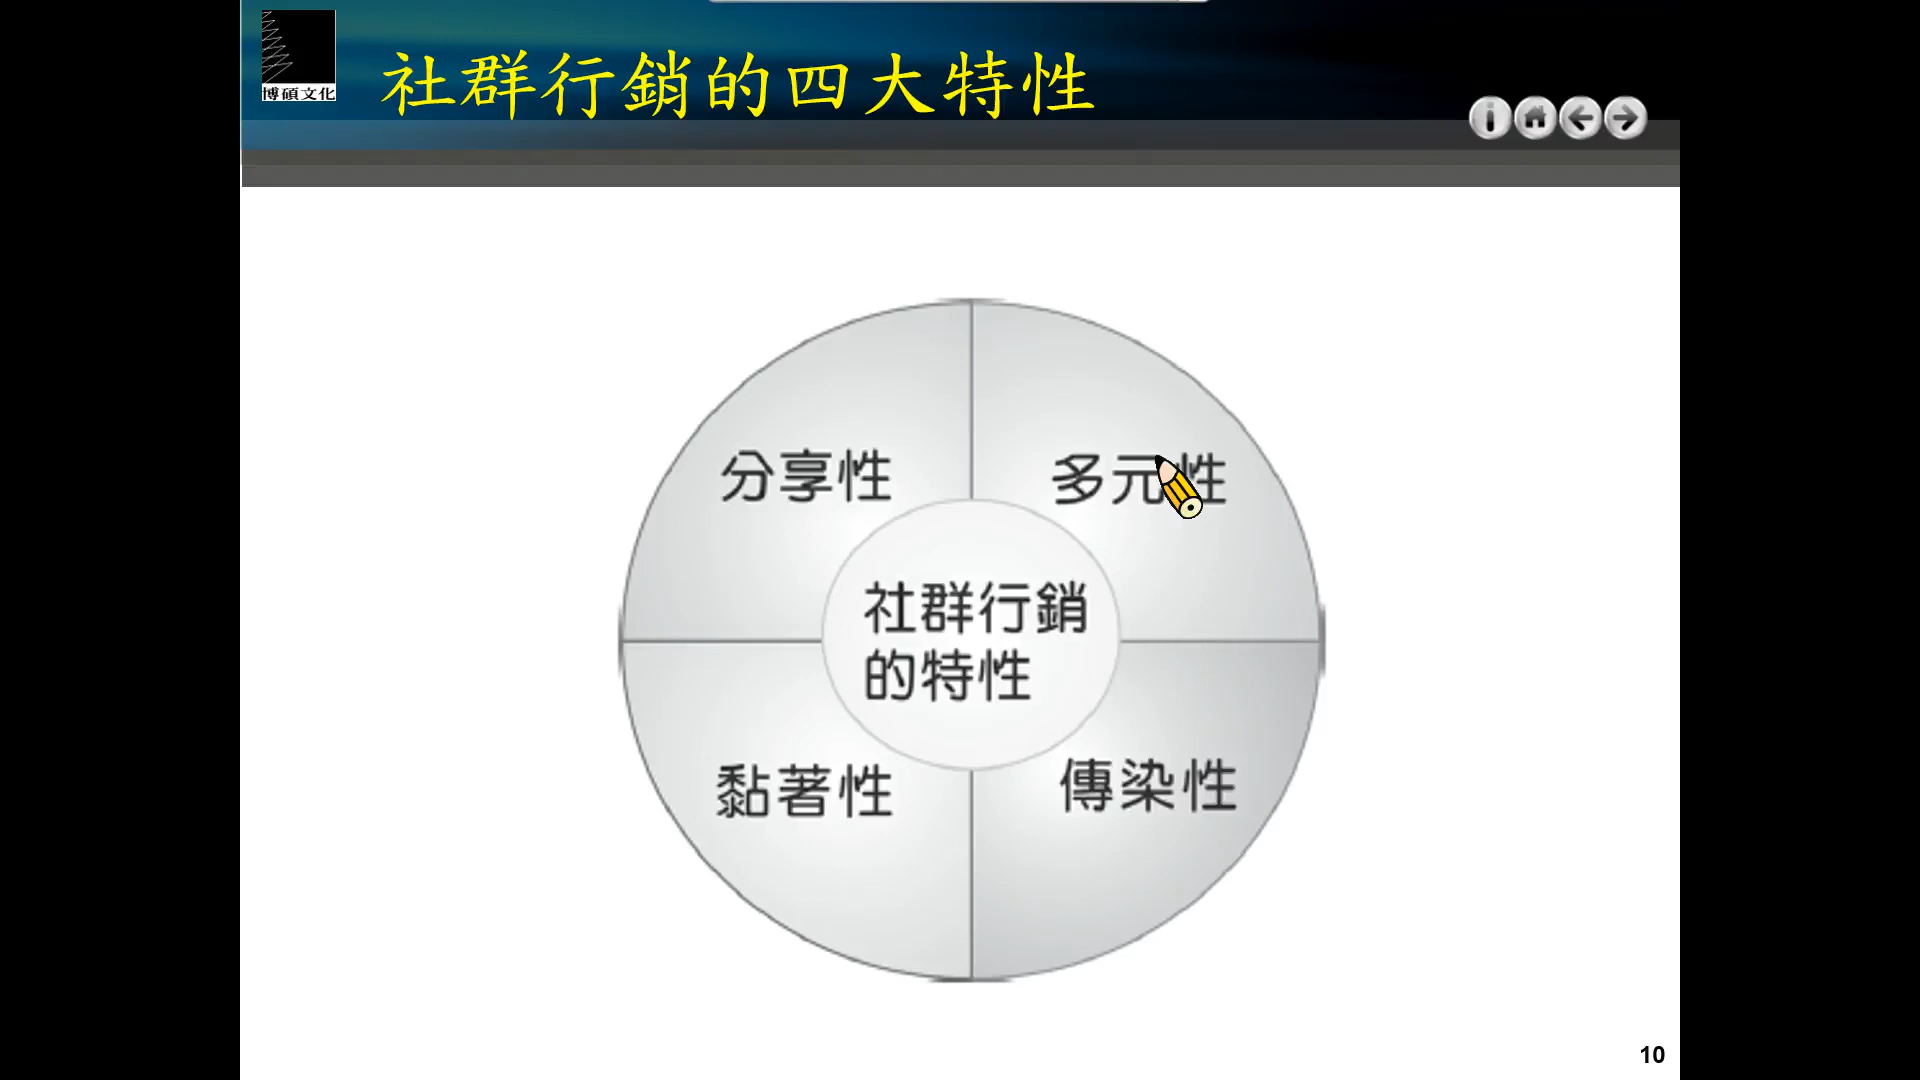 博碩文化
社群行銷的四大特性
分享性
多元性
社群行銷
的特性
黏著性
傳染性
10